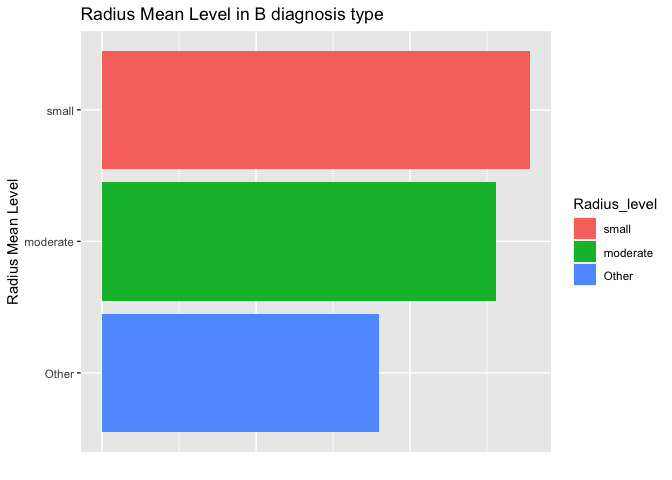 Radius Mean Level in B diagnosis type
Radius Mean Level
small
moderate
Other
Radius_level
small
moderate
Other